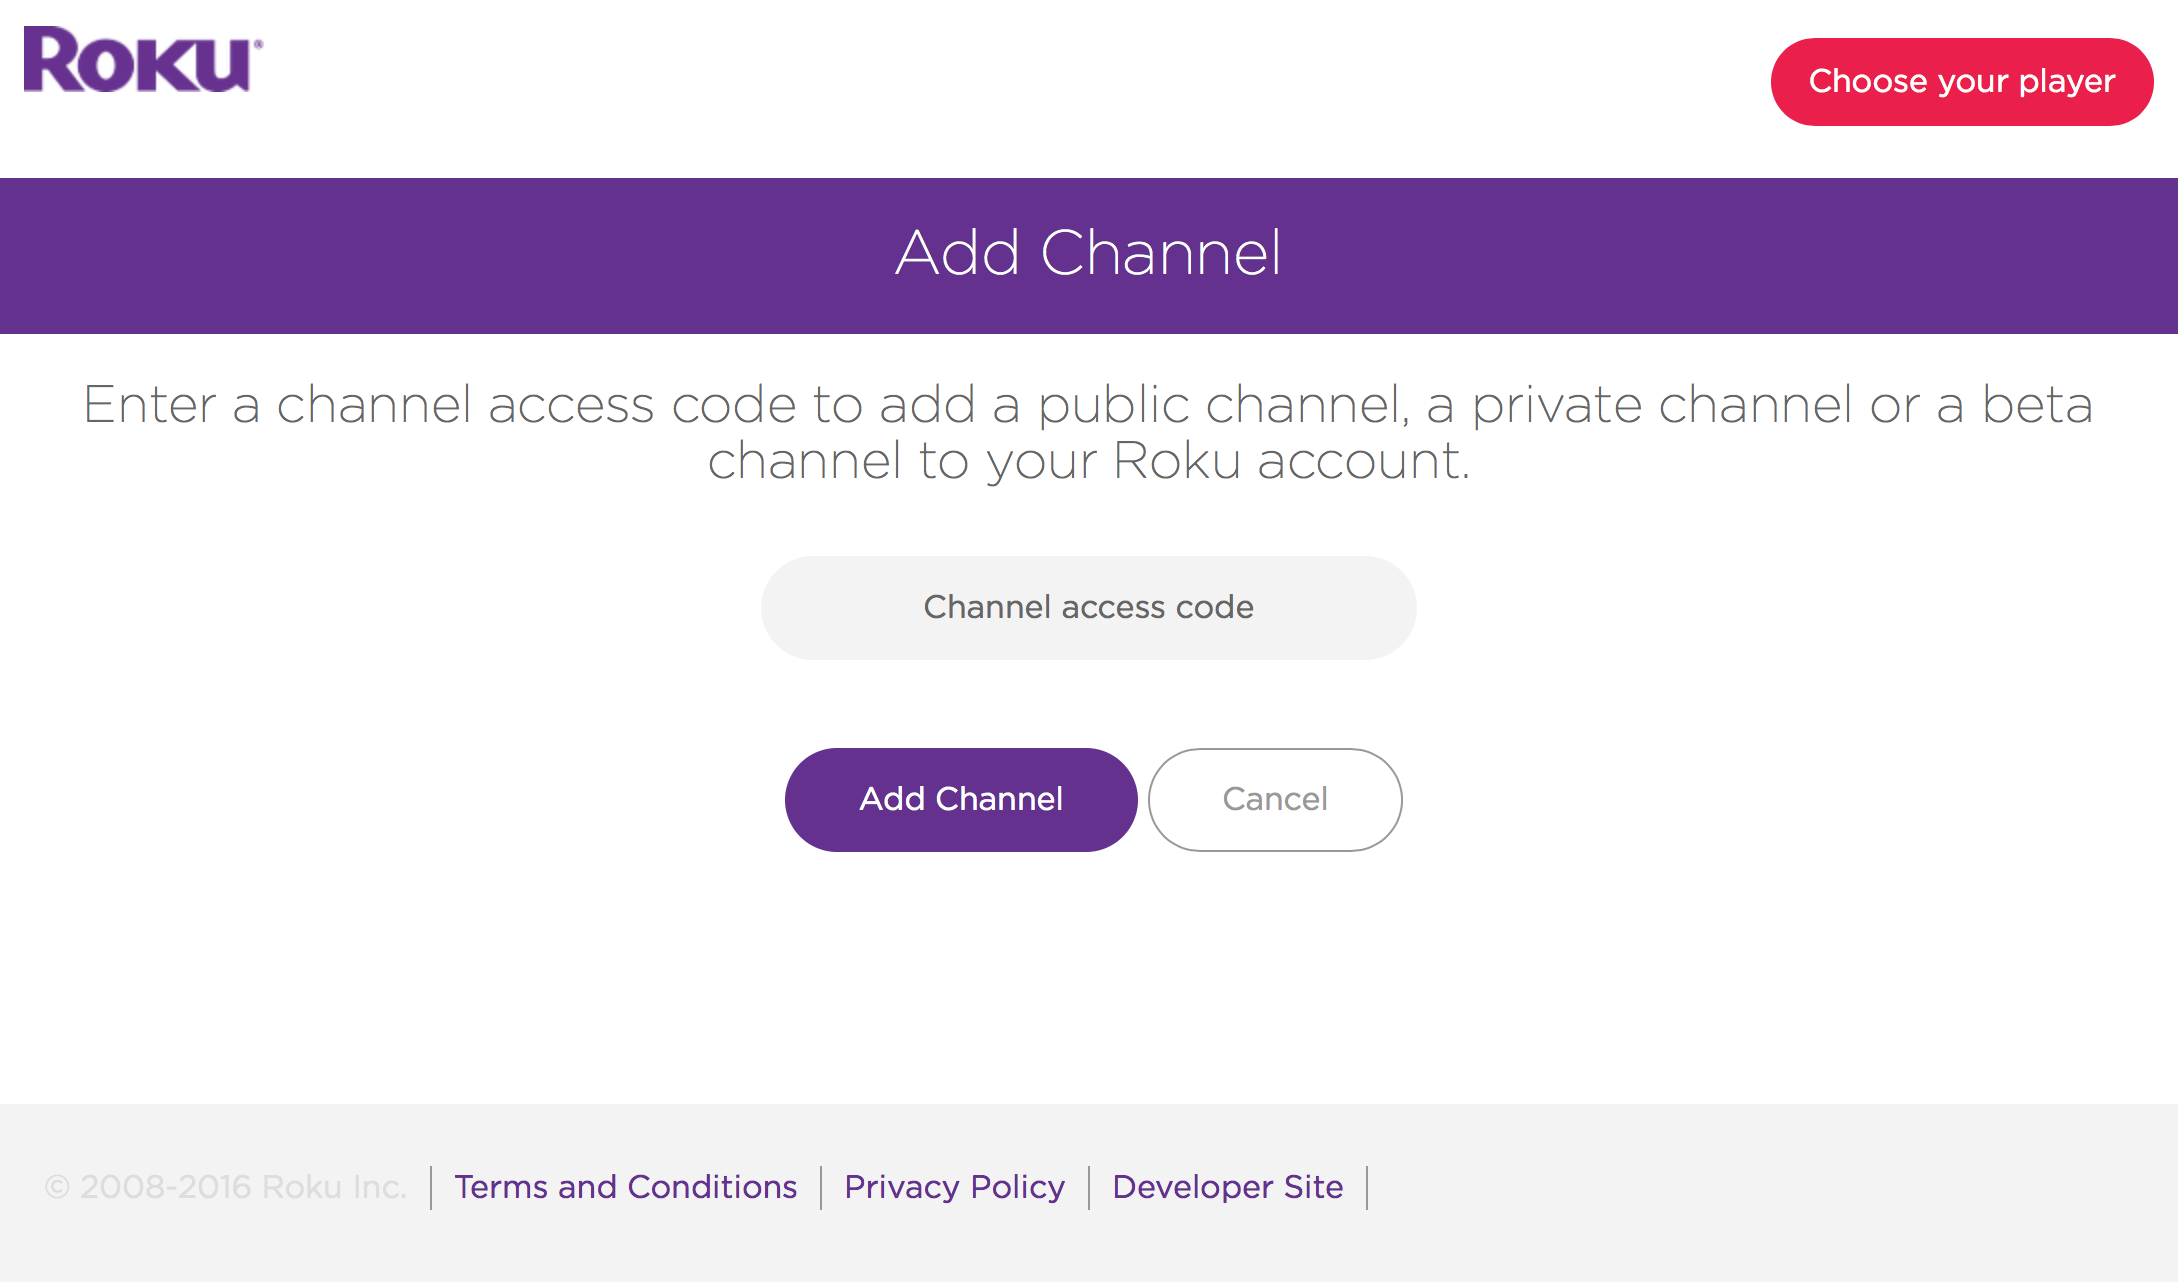 ROKU®
Choose your player
Add Channel
Enter a channel access code to add a public channel, a private channel or a beta
channel to your Roku account.
Channel access code
Add Channel
Cancel
© 2008-2016 Roku Inc.
Terms and Conditions
Privacy Policy
Developer Site